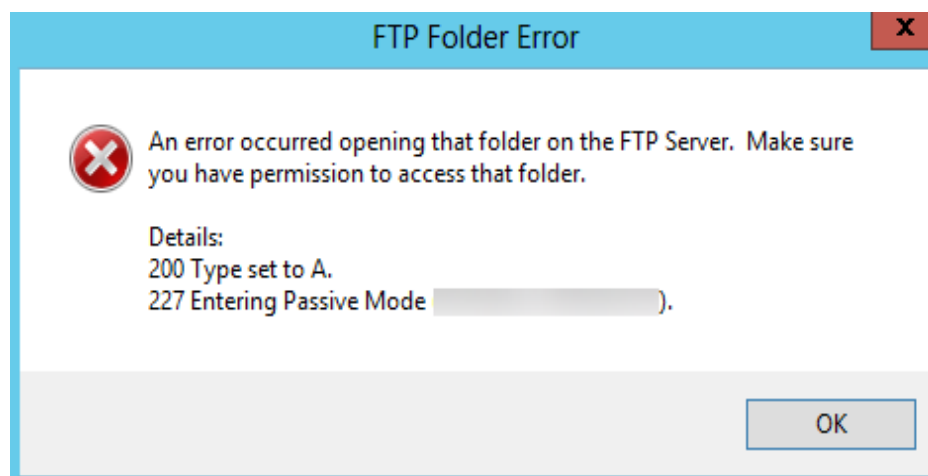 FTP Folder Error
x
An error occurred opening that folder on the FTP Server. Make sure
you have permission to access that folder.
Details:
200 Type set to A.
227 Entering Passive Mode ).
OK